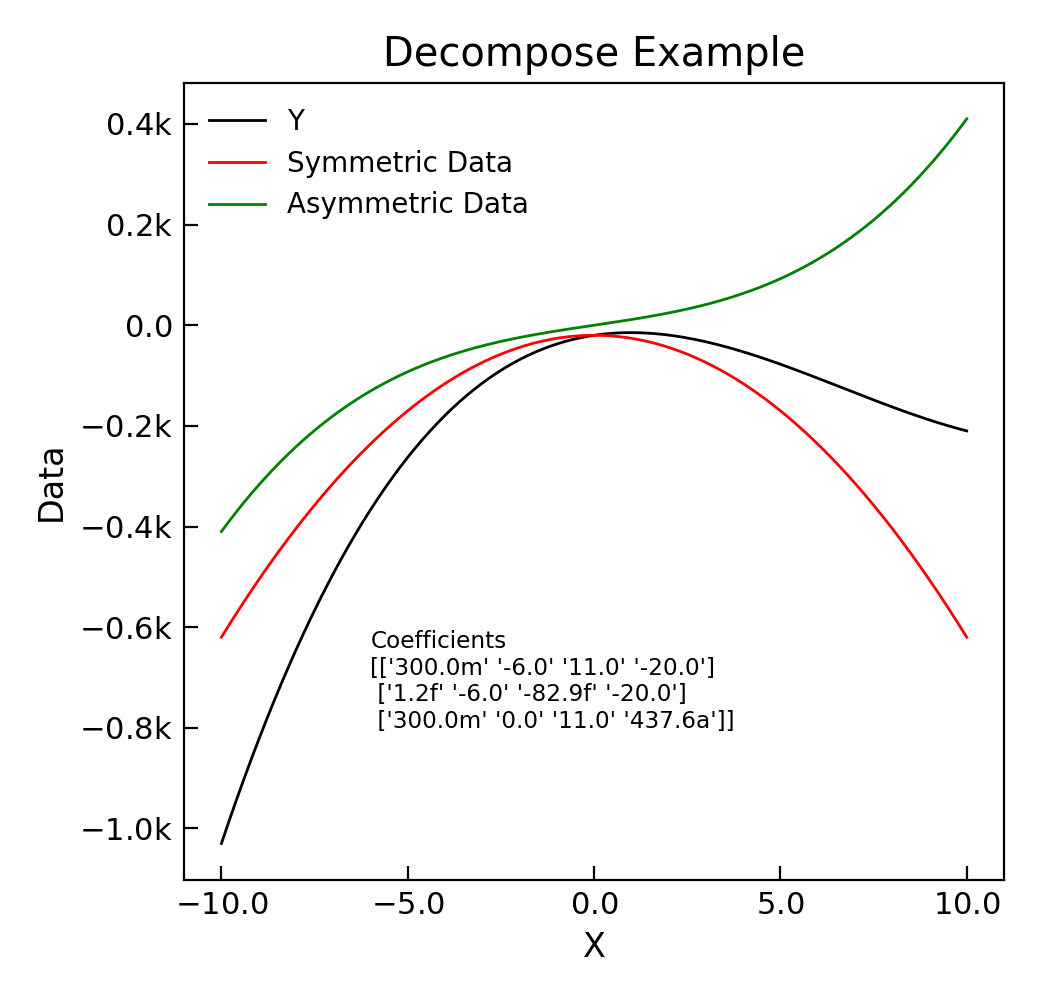 Decompose Example
Y
Symmetric Data
Asymmetric Data
0.4k
0.2k
0.0
−0.2k
−0.4k
−0.6k
−0.8k
−1.0k
Data
Coefficients
[['300.0m' '-6.0' '11.0' '-20.0']
['1.2f' '-6.0' '-82.9f' '-20.0']
['300.0m' '0.0' '11.0' '437.6a']]
−10.0 −5.0 0.0 5.0 10.0
X